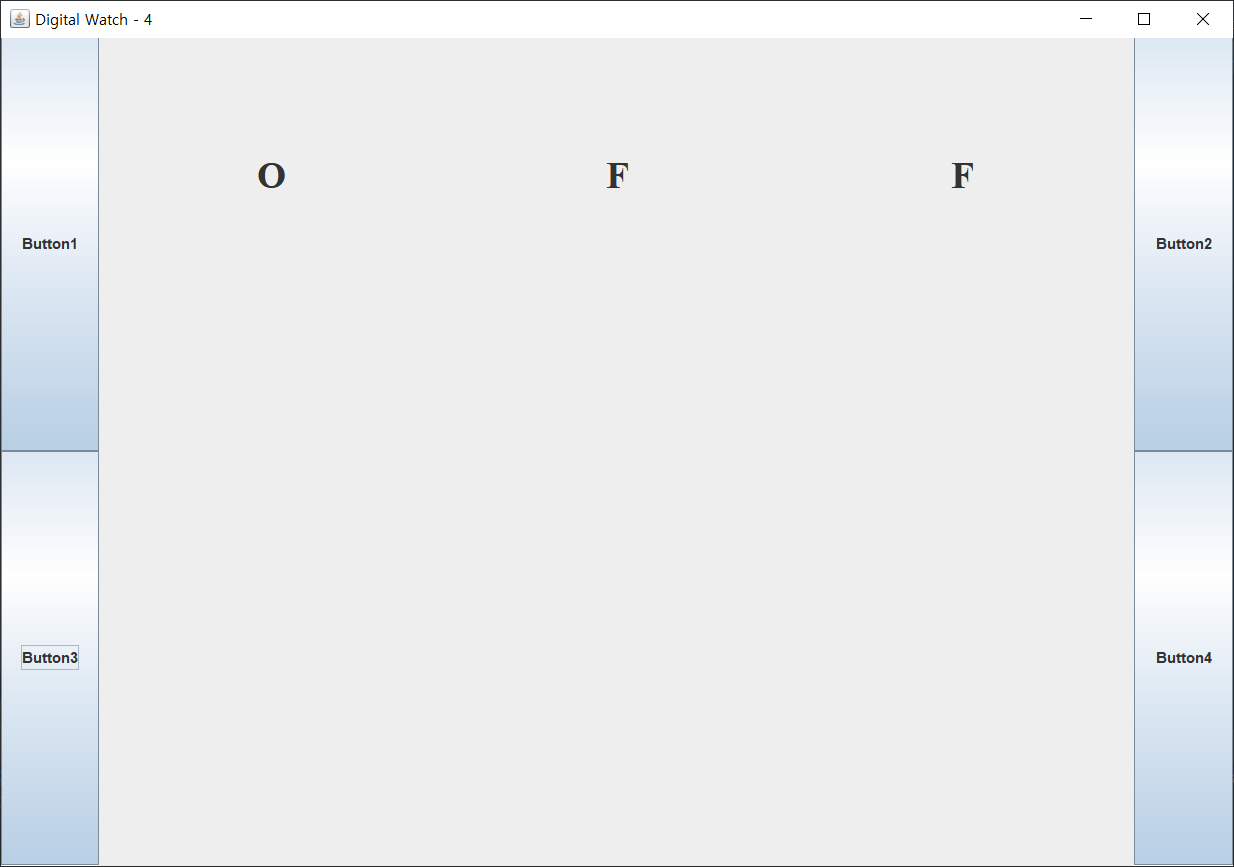 Digital Watch - 4
O F F
Button1
Button2
Button3
Button4